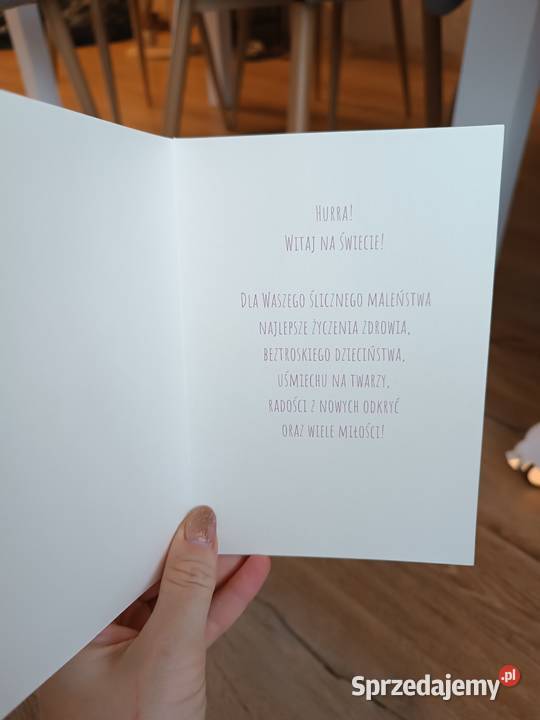 Hurra!
Witaj na świecie!
Dla Waszego ślicznego maleństwa
najlepsze życzenia zdrowia,
beztroskiego dzieciństwa,
uśmiechu na twarzy,
radości z nowych odkryć
oraz wiele miłości!
Sprzedajemy.pl